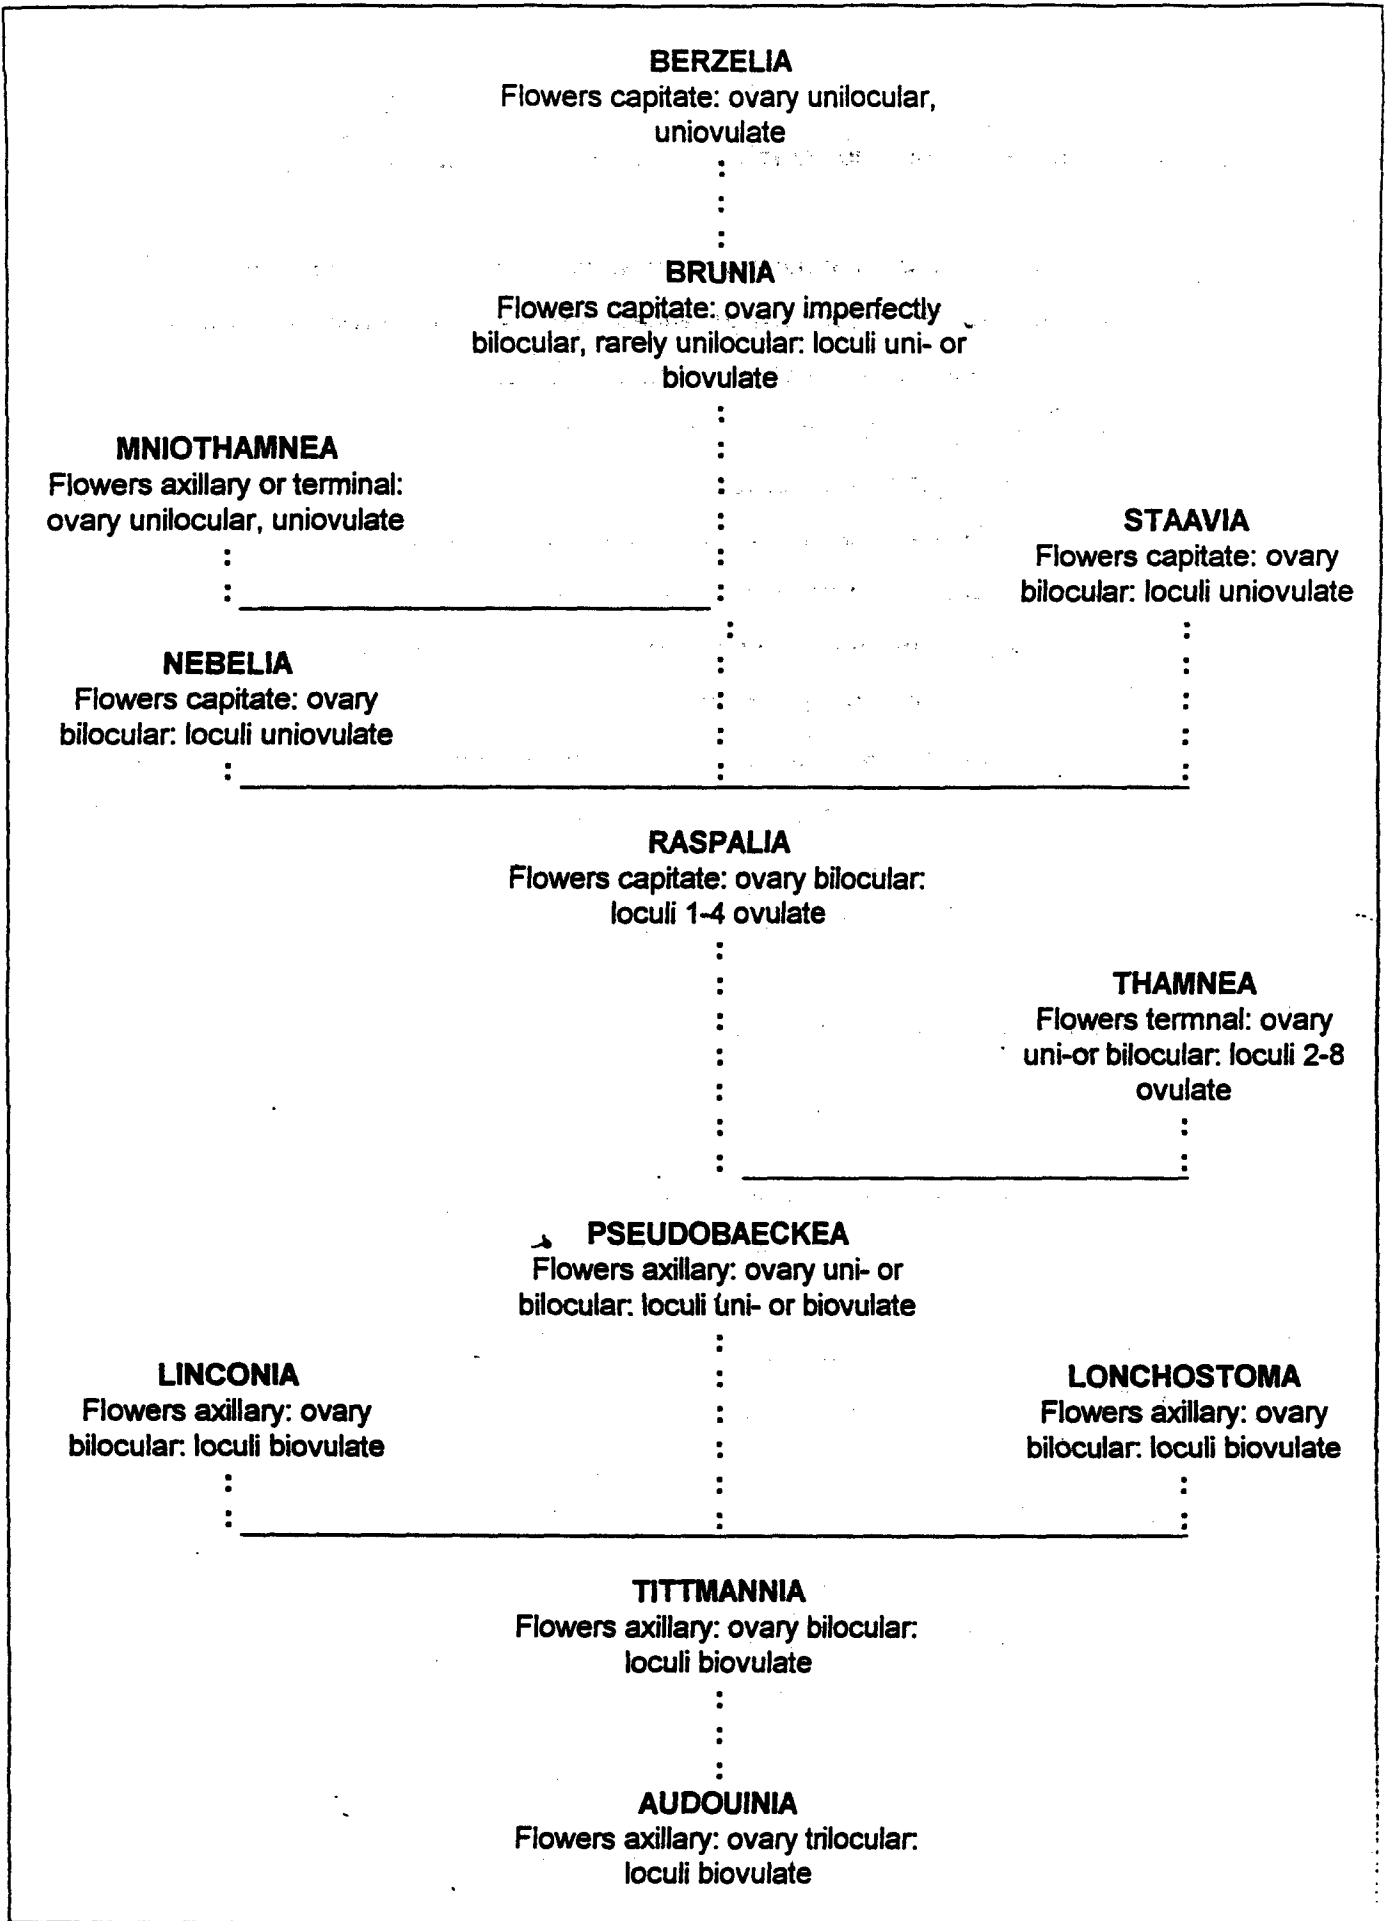 BERZELIA
Flowers capitate: ovary unilocular,
uniovulate
BRUNIA
Flowers capitate: ovary imperfectly
bilocular, rarely unilocular: loculi uni- or
biovulate
MNIOTHAMNEA
Flowers axillary or terminal:
ovary unilocular, uniovulate
STAAVIA
Flowers capitate: ovary
bilocular: loculi uniovulate
NEBELIA
Flowers capitate: ovary
bilocular: loculi uniovulate
RASPALIA
Flowers capitate: ovary bilocular:
loculi 1-4 ovulate
THAMNEA
Flowers termnal: ovary
uni-or bilocular: loculi 2-8
ovulate
PSEUDOBAECKEA
Flowers axillary: ovary uni- or
bilocular: loculi uni- or biovulate
LINCONIA
Flowers axillary: ovary
bilocular: loculi biovulate
LONCHOSTOMA
Flowers axillary: ovary
bilocular: loculi biovulate
TITTMANNIA
Flowers axillary: ovary bilocular:
loculi biovulate
AUDOUINIA
Flowers axillary: ovary trilocular:
loculi biovulate